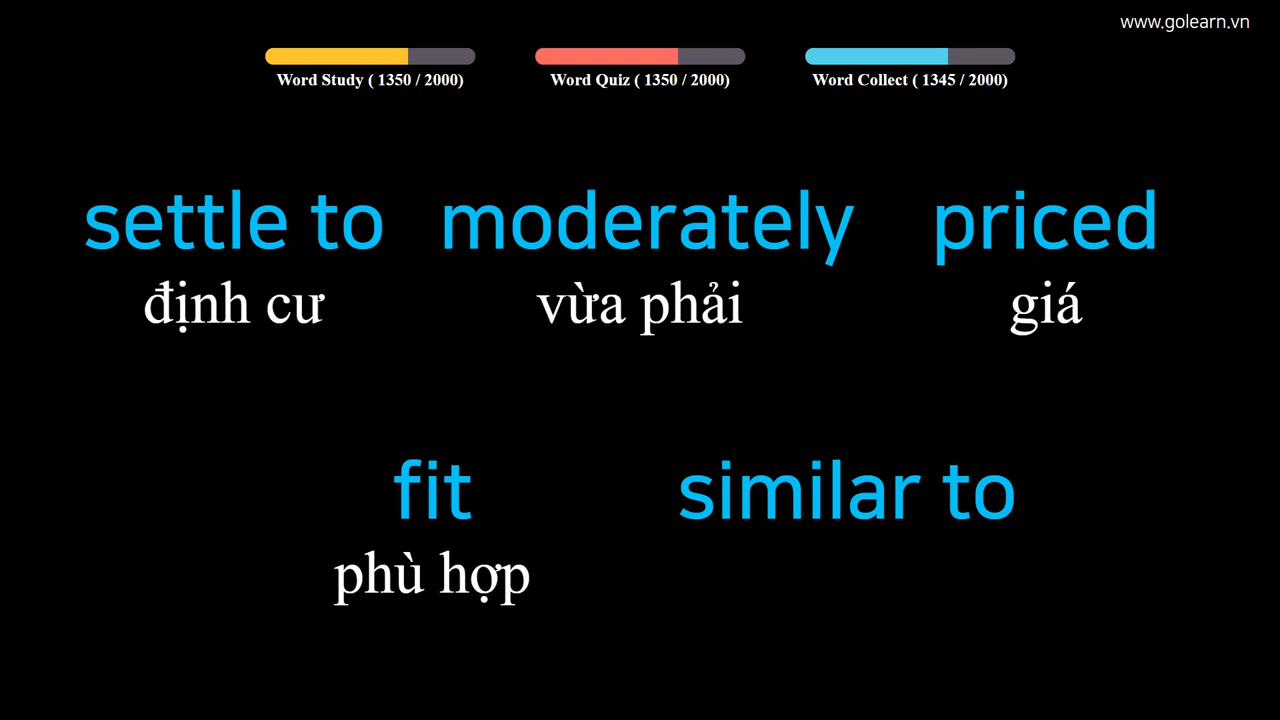 www.golearn.vn
Word Study ( 1350 / 2000) Word Quiz ( 1350 / 2000) Word Collect ( 1345 / 2000)
settle to moderately priced
định cư vừa phải giá
fit similar to
phù hợp